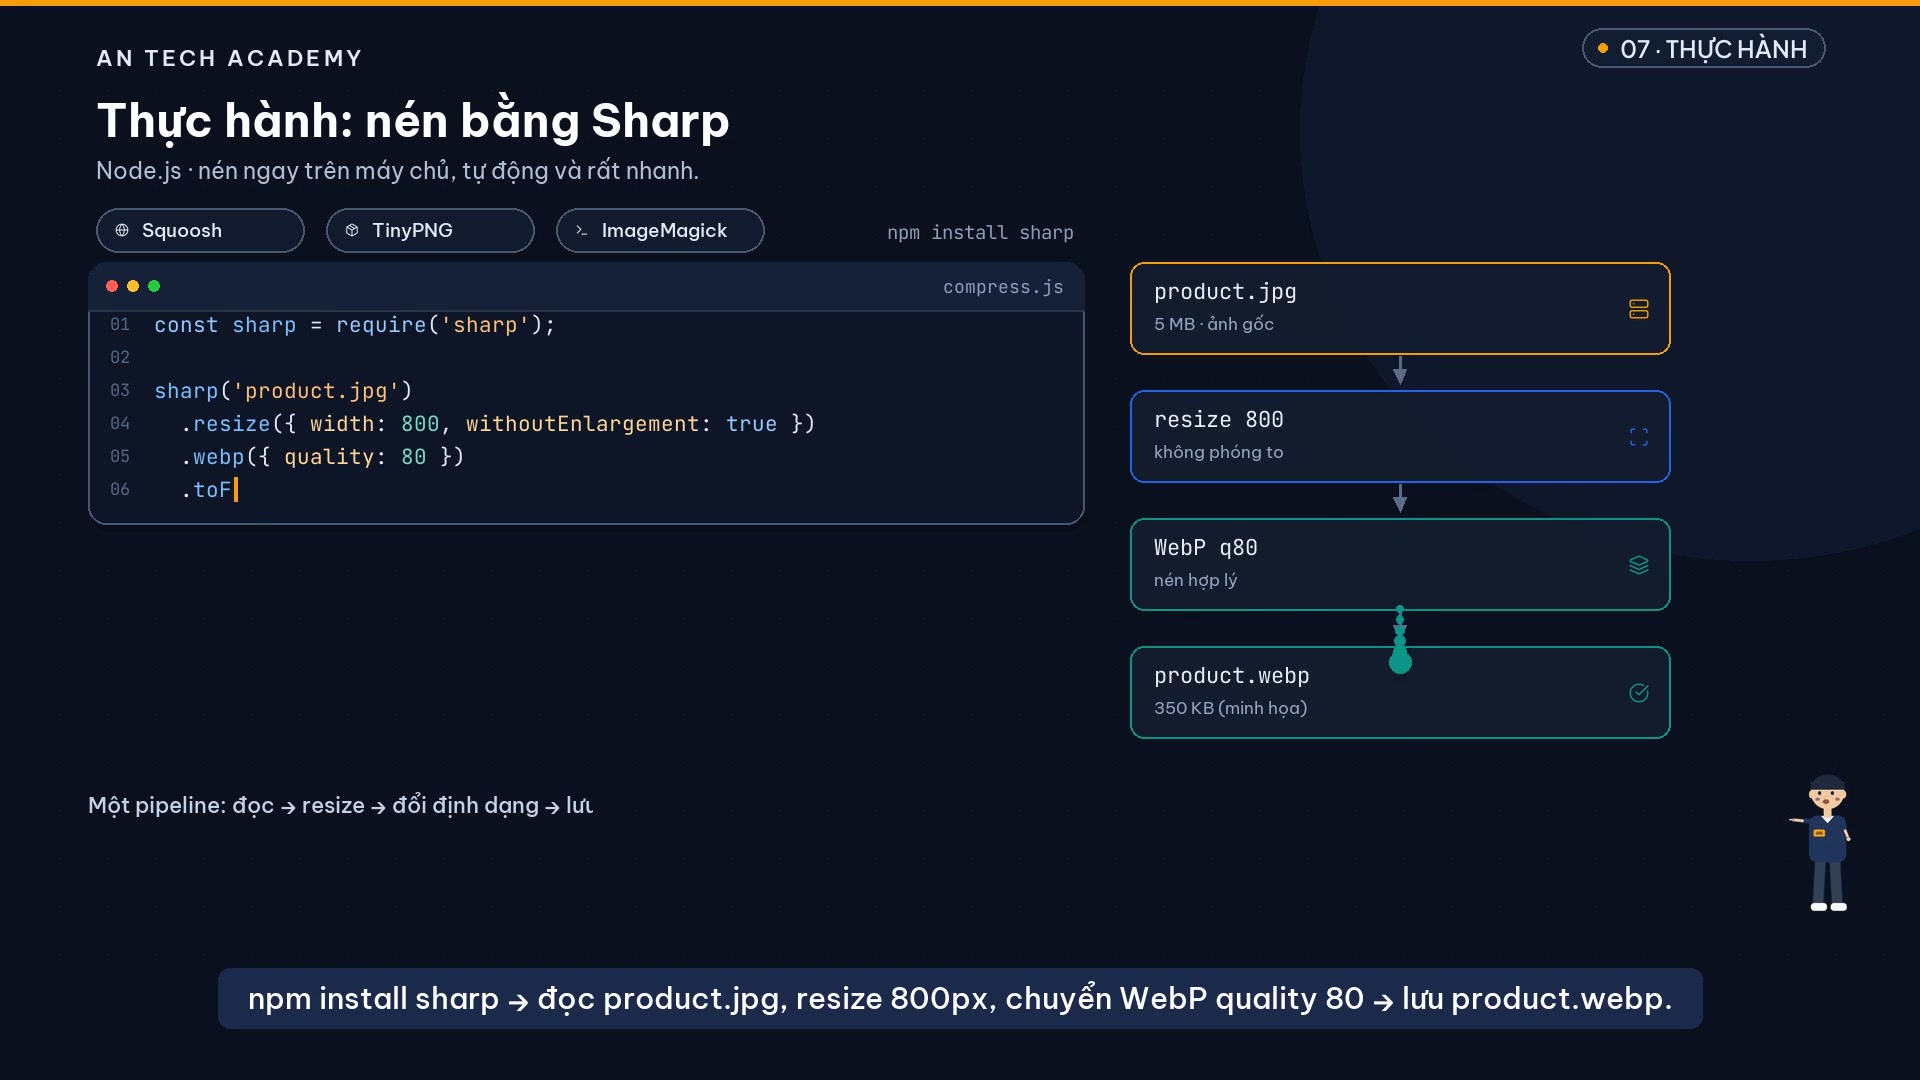 AN TECH ACADEMY
07 · THỰC HÀNH
Thực hành: nén bằng Sharp
Node.js · nén ngay trên máy chủ, tự động và rất nhanh.
Squoosh
TinyPNG
ImageMagick
npm install sharp
compress.js
01 const sharp = require('sharp');
02
03 sharp('product.jpg')
04 .resize({ width: 800, withoutEnlargement: true })
05 .webp({ quality: 80 })
06 .toF
product.jpg
5 MB · ảnh gốc
resize 800
không phóng to
WebP q80
nén hợp lý
product.webp
350 KB (minh họa)
Một pipeline: đọc → resize → đổi định dạng → lưu
npm install sharp → đọc product.jpg, resize 800px, chuyển WebP quality 80 → lưu product.webp.